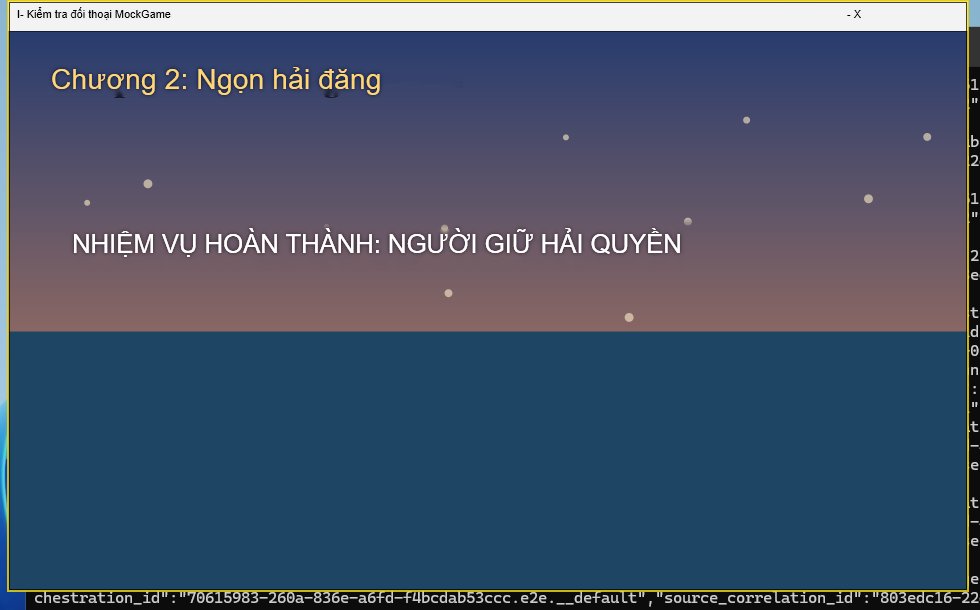 I- Kiểm tra đối thoại MockGame
- X
Chương 2: Ngọn hải đăng
NHIỆM VỤ HOÀN THÀNH: NGƯỜI GIỮ HẢI QUYỀN
chestration_id":"70615983-260a-836e-a6fd-f4bcdab53ccc.e2e.__default","source_correlation_id":"803edc16-2